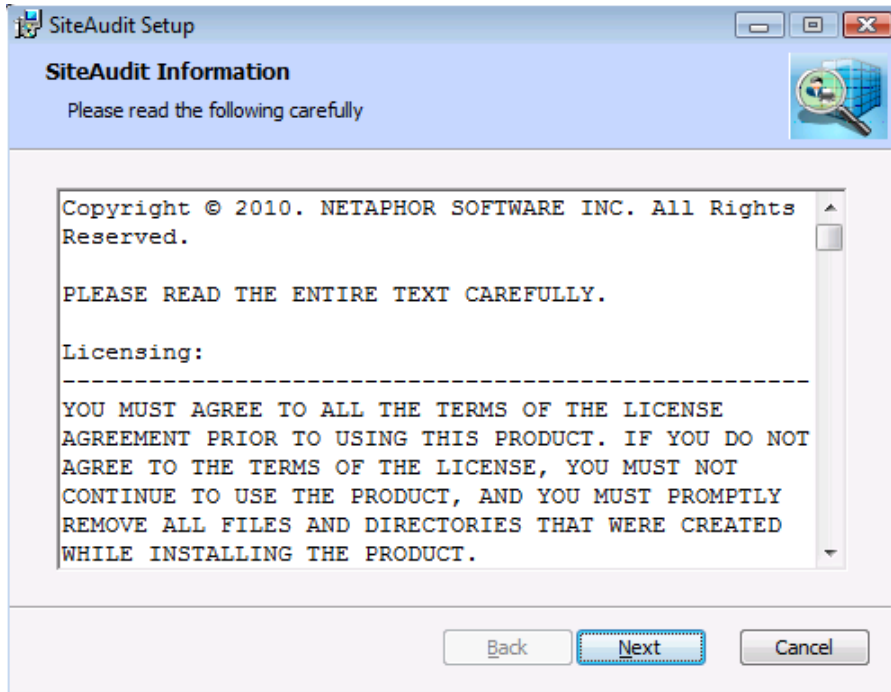 SiteAudit Setup
SiteAudit Information
Please read the following carefully
Copyright © 2010. NETAPHOR SOFTWARE INC. All Rights
Reserved.
PLEASE READ THE ENTIRE TEXT CAREFULLY.
Licensing:
----------------------------------------------------
YOU MUST AGREE TO ALL THE TERMS OF THE LICENSE
AGREEMENT PRIOR TO USING THIS PRODUCT. IF YOU DO NOT
AGREE TO THE TERMS OF THE LICENSE, YOU MUST NOT
CONTINUE TO USE THE PRODUCT, AND YOU MUST PROMPTLY
REMOVE ALL FILES AND DIRECTORIES THAT WERE CREATED
WHILE INSTALLING THE PRODUCT.
Back Next Cancel